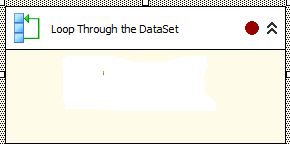 Loop Through the DataSet